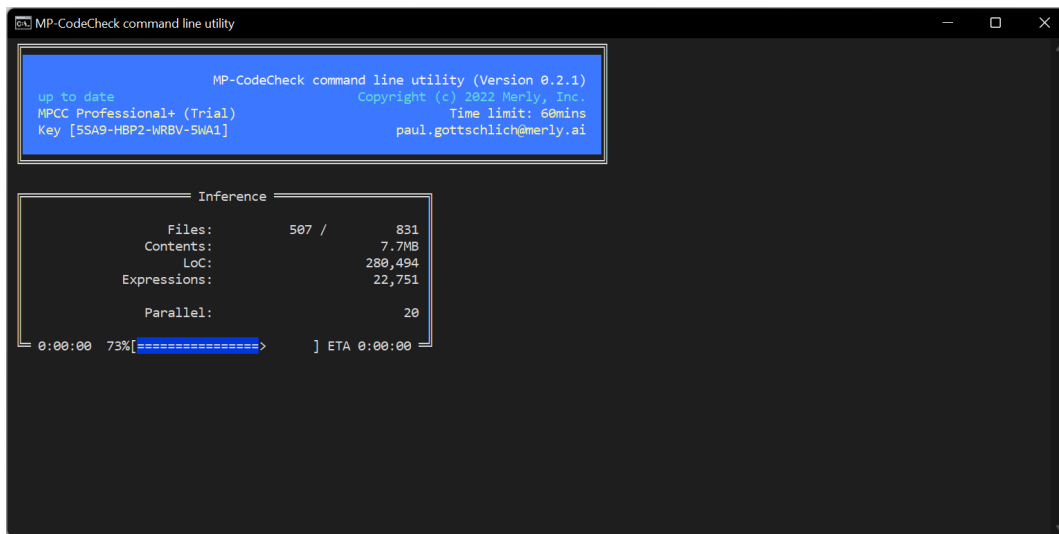 MP-CodeCheck command line utility
MP-CodeCheck command line utility (Version 0.2.1)
up to date Copyright (c) 2022 Merly, Inc.
MPCC Professional+ (Trial) Time limit: 60mins
Key [5SA9-HBP2-WRBV-5WA1] paul.gottschlich@merly.ai
Inference
Files: 507 / 831
Contents: 7.7MB
LoC: 280,494
Expressions: 22,751
Parallel: 20
0:00:00 73%[================> ] ETA 0:00:00